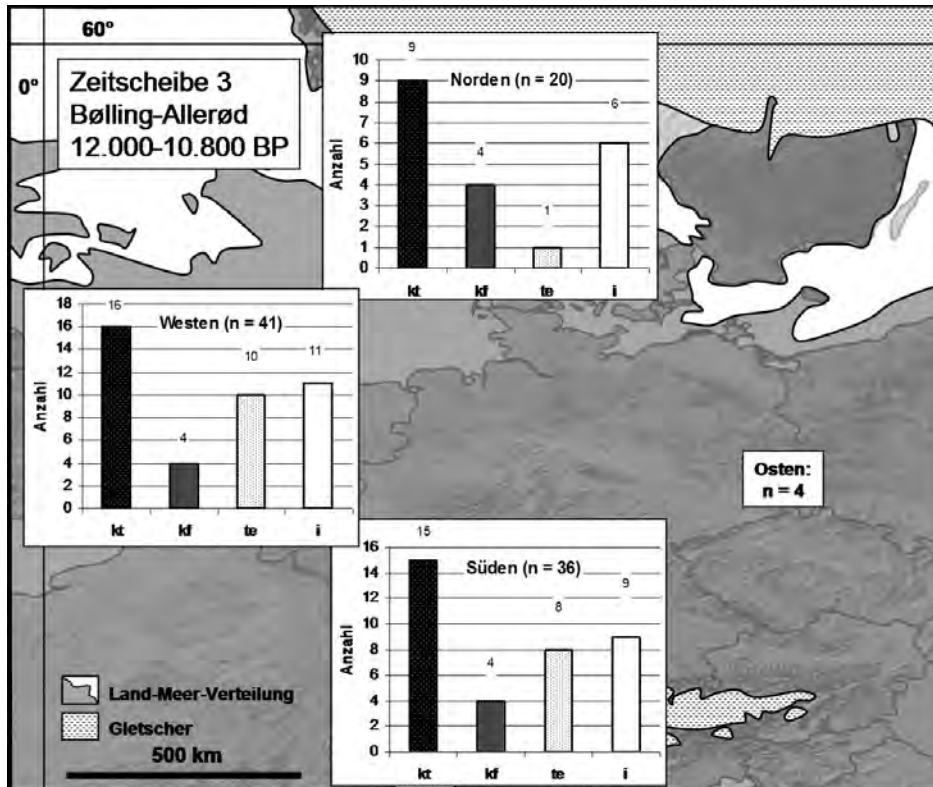 60°
0°
Zeitscheibe 3
Bølling-Allerød
12.000-10.800 BP
Norden (n = 20)
Anzahl
10
9
8
7
6
5
4
3
2
1
0
9
4
1
6
kt kf te i
Westen (n = 41)
Anzahl
18
16
14
12
10
8
6
4
2
0
16
4
10
11
kt kf te i
Osten:
n = 4
Süden (n = 36)
Anzahl
16
14
12
10
8
6
4
2
0
15
4
8
9
kt kf te i
Land-Meer-Verteilung
Gletscher
500 km